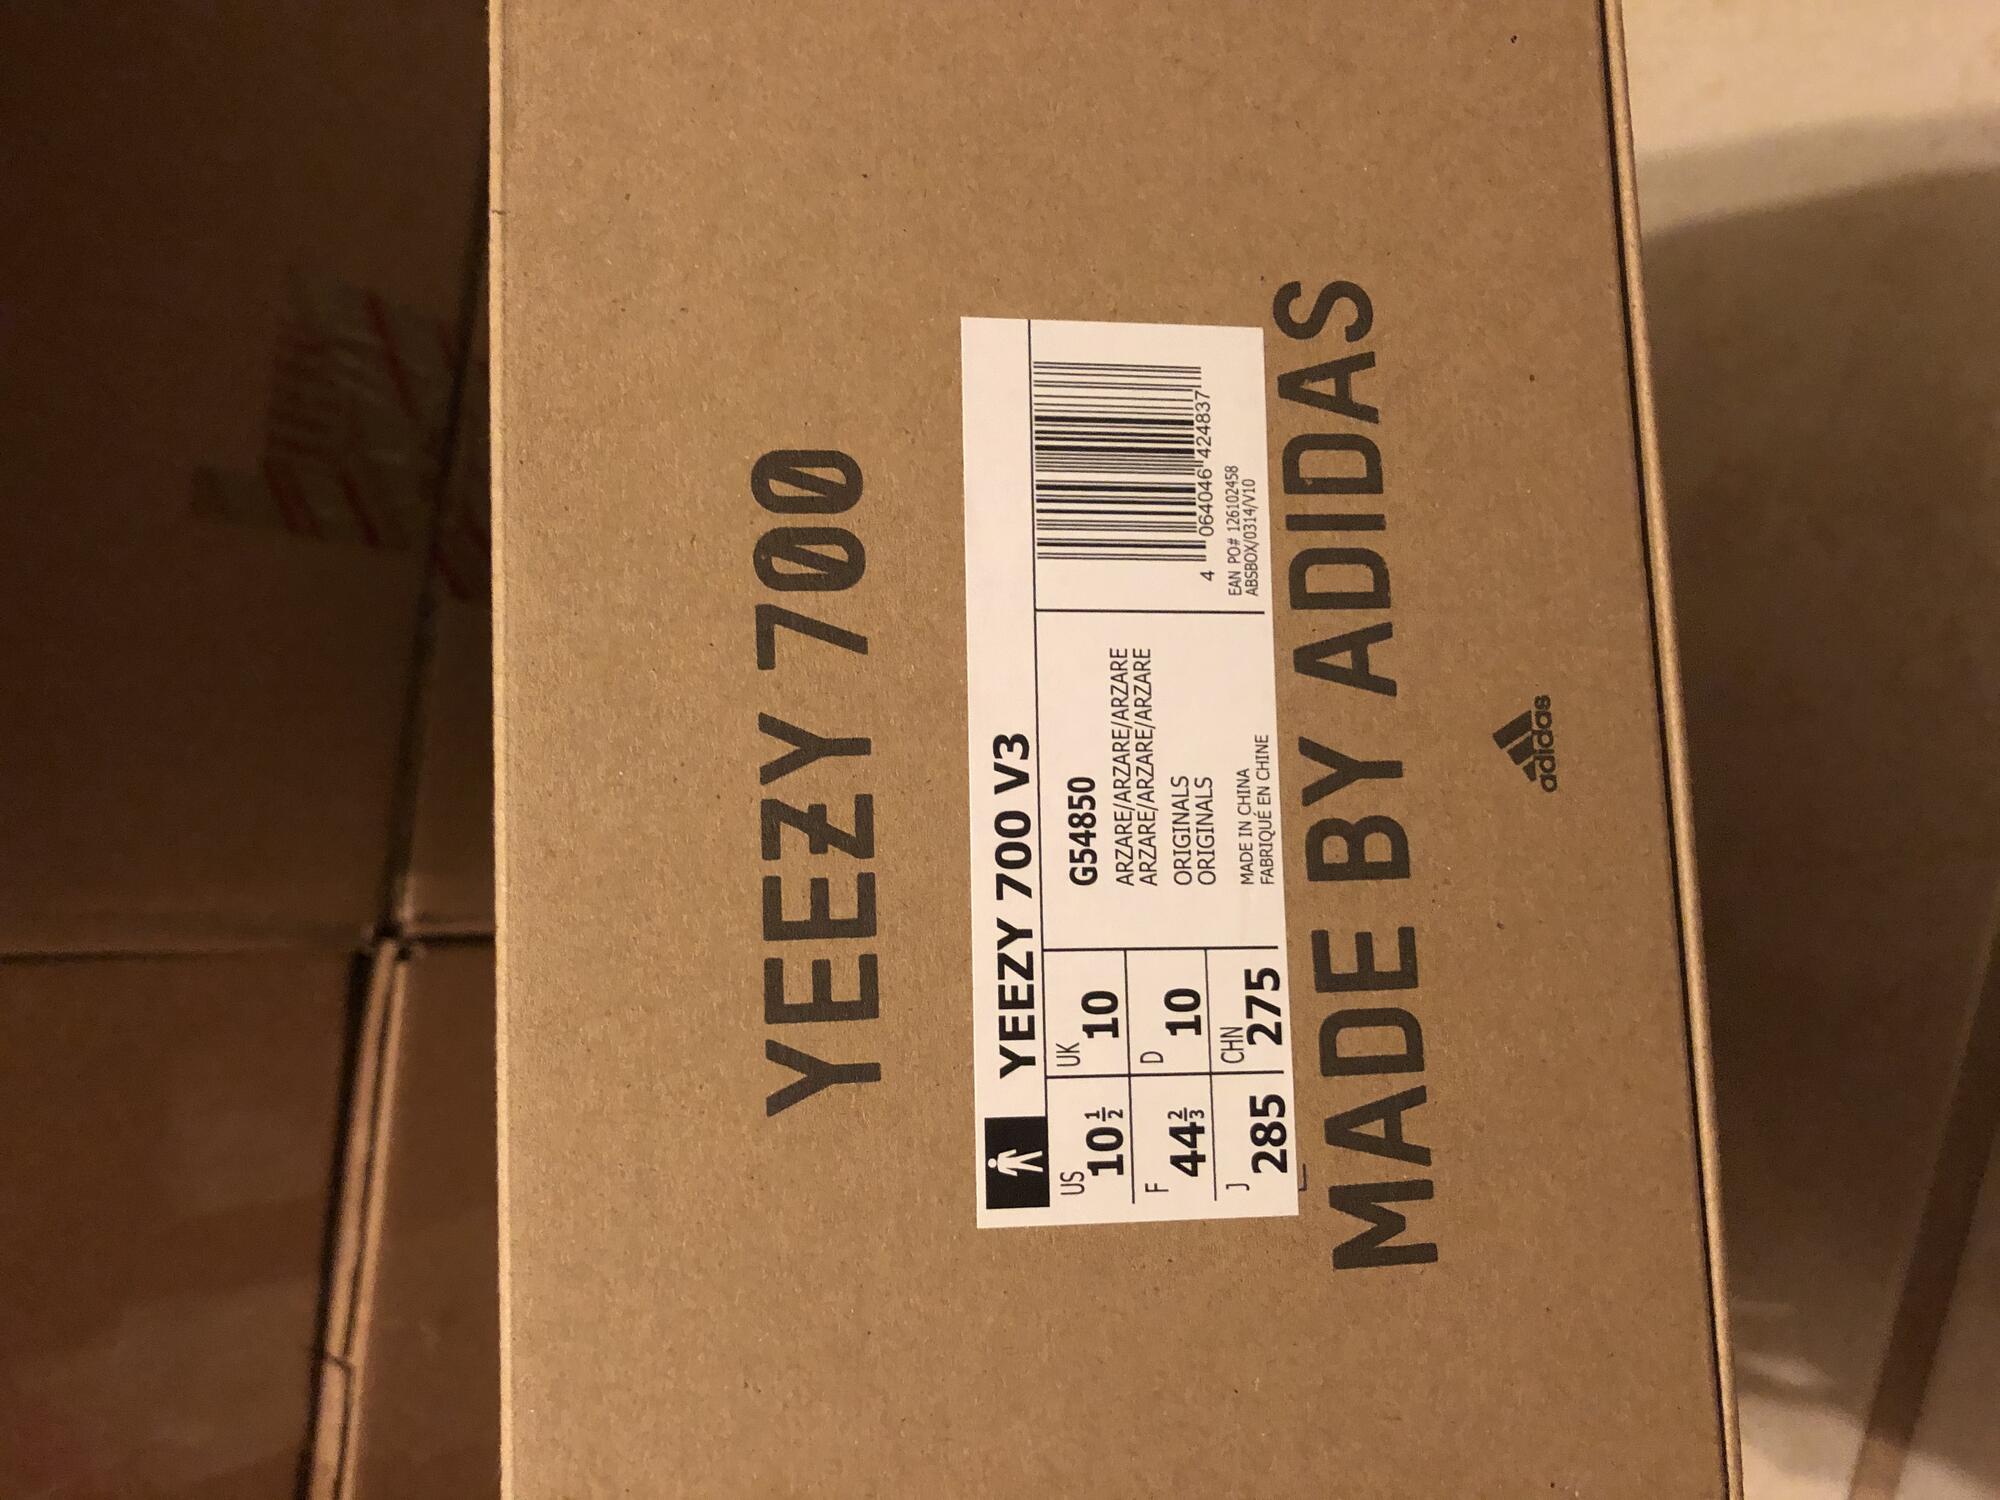 YEEZY 700
YEEZY 700 V3
US 10½
UK 10
F 44⅔
D 10
J 285
CHN 275
G54850
ARZARE/ARZARE/ARZARE
ARZARE/ARZARE/ARZARE
ORIGINALS
ORIGINALS
MADE IN CHINA
FABRIQUÉ EN CHINE
4 064046 424837
EAN PO# 126102458
ABSBOX/0314/V10
MADE BY ADIDAS
adidas